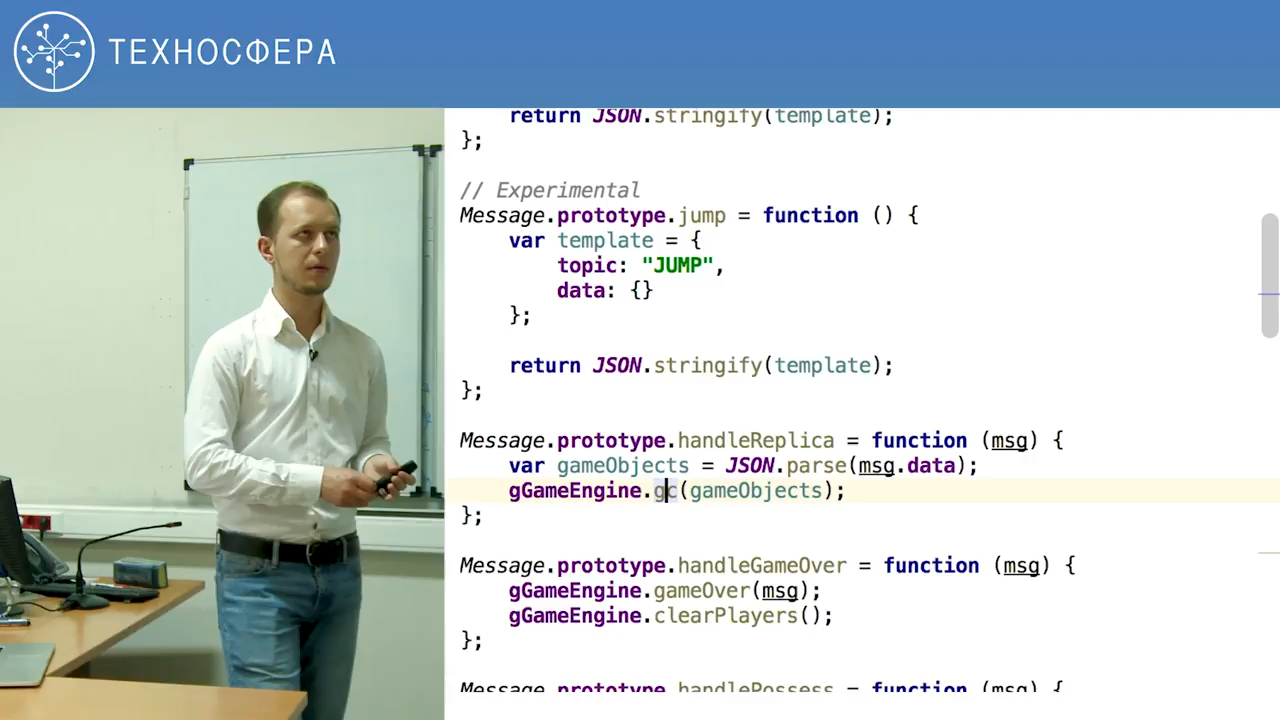 ТЕХНОСФЕРА
return JSON.stringify(template);
};
// Experimental
Message.prototype.jump = function () {
var template = {
topic: "JUMP",
data: {}
};
return JSON.stringify(template);
};
Message.prototype.handleReplica = function (msg) {
var gameObjects = JSON.parse(msg.data);
gGameEngine.gc(gameObjects);
};
Message.prototype.handleGameOver = function (msg) {
gGameEngine.gameOver(msg);
gGameEngine.clearPlayers();
};
Message.prototype.handlePossess = function (msg) {